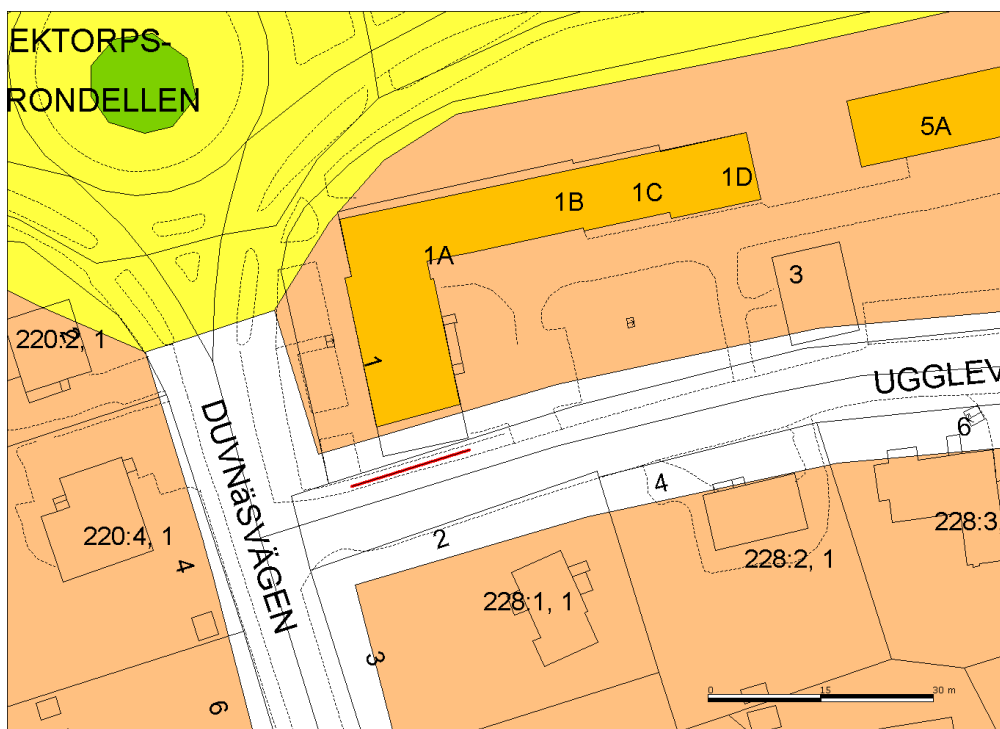 EKTORPS-
RONDELLEN
5A
1D
1C
1B
1A
3
220:2, 1
1
UGGLEV
DUVNäSVÄGEN
6
4
220:4, 1
2
228:3
228:2, 1
4
228:1, 1
3
6
0 15 30 m